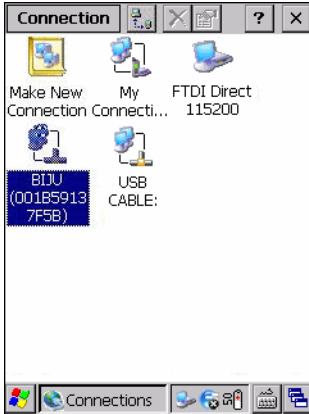 Connection ? ×
Make New
Connection
My
Connecti...
FTDI Direct
115200
BIJU
(001B5913
7F5B)
USB
CABLE:
Connections